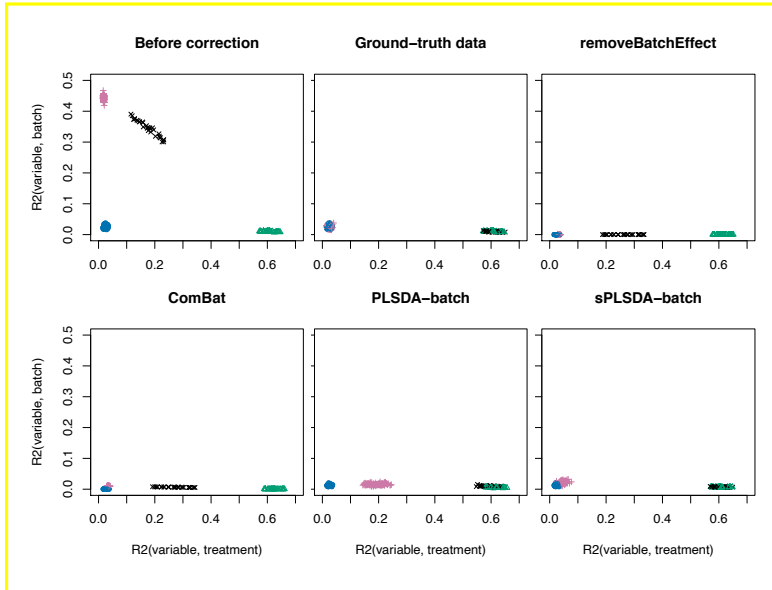 Before correction
Ground-truth data
removeBatchEffect
R2(variable, batch)
0.5
0.4
0.3
0.2
0.1
0.0
0.0 0.2 0.4 0.6
0.0 0.2 0.4 0.6
0.0 0.2 0.4 0.6
ComBat
PLSDA-batch
sPLSDA-batch
R2(variable, batch)
0.5
0.4
0.3
0.2
0.1
0.0
0.0 0.2 0.4 0.6
0.0 0.2 0.4 0.6
0.0 0.2 0.4 0.6
R2(variable, treatment)
R2(variable, treatment)
R2(variable, treatment)